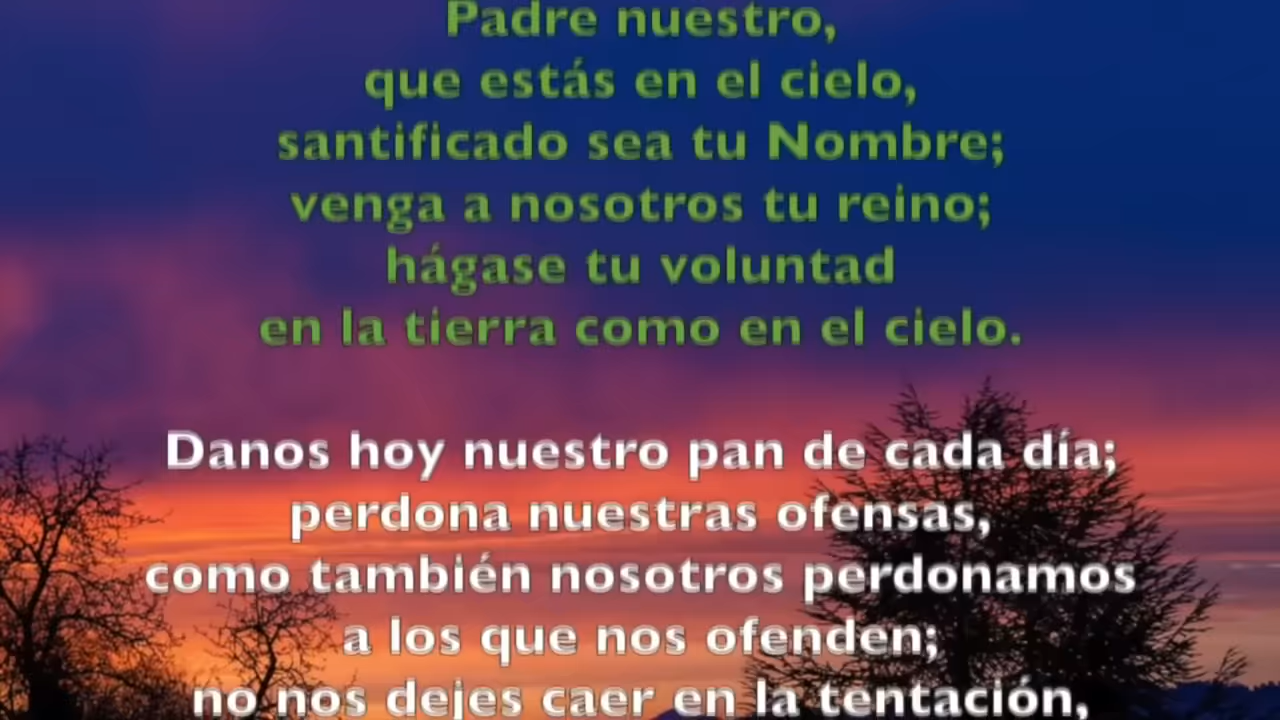 Padre nuestro,
que estás en el cielo,
santificado sea tu Nombre;
venga a nosotros tu reino;
hágase tu voluntad
en la tierra como en el cielo.
Danos hoy nuestro pan de cada día;
perdona nuestras ofensas,
como también nosotros perdonamos
a los que nos ofenden;
no nos dejes caer en la tentación,